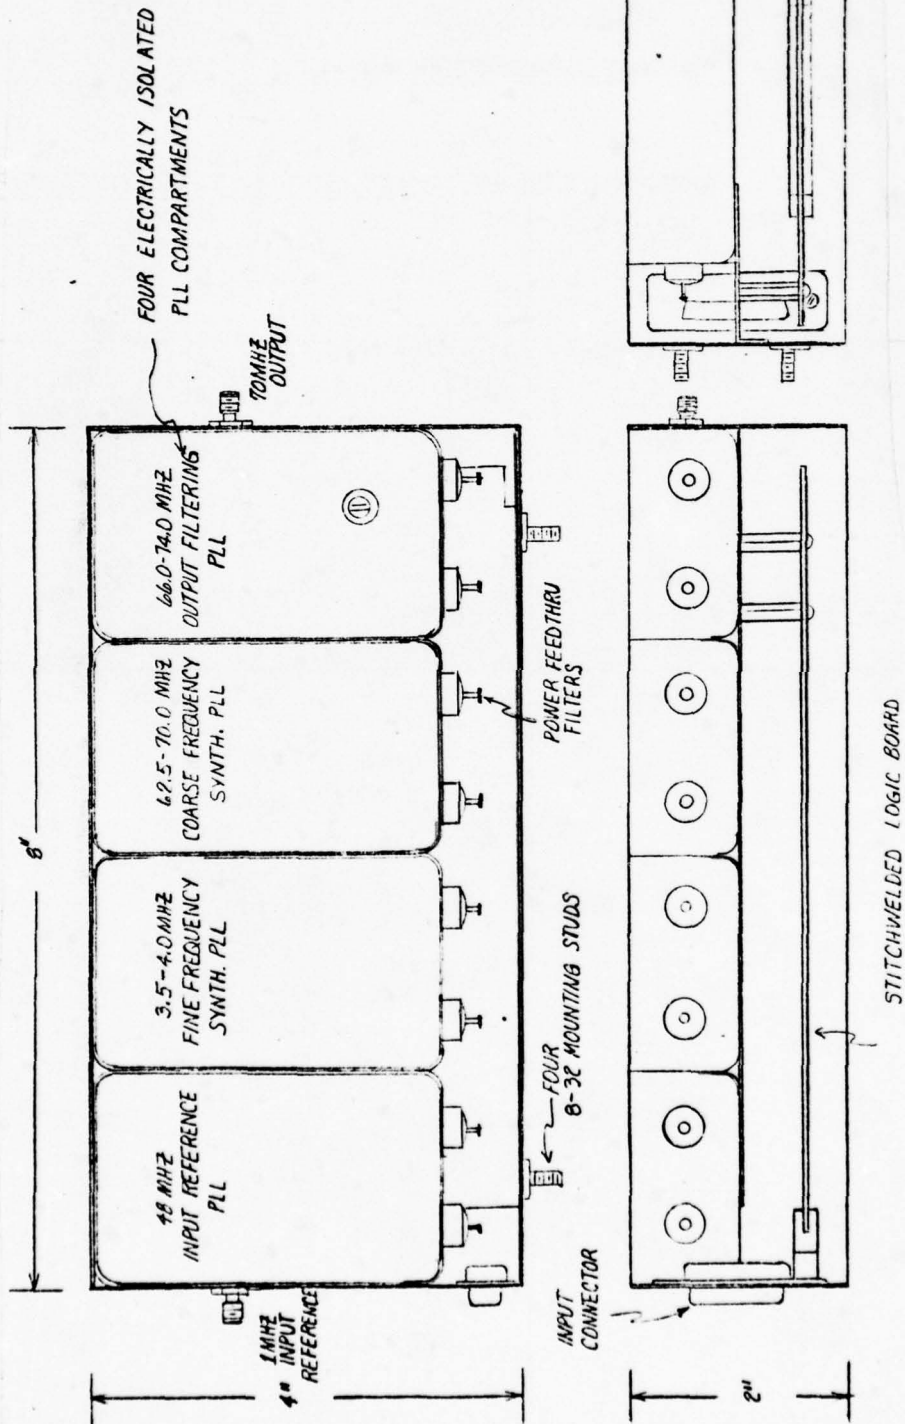 FOUR ELECTRICALLY ISOLATED
PLL COMPARTMENTS
8"
70MHZ
OUTPUT
66.0-74.0 MHZ
OUTPUT FILTERING
PLL
62.5-70.0 MHZ
COARSE FREQUENCY
SYNTH. PLL
3.5-4.0MHZ
FINE FREQUENCY
SYNTH. PLL
48 MHZ
INPUT REFERENCE
PLL
1MHZ
INPUT
REFERENCE
4"
POWER FEEDTHRU
FILTERS
FOUR
8-32 MOUNTING STUDS
INPUT
CONNECTOR
2"
STITCHWELDED LOGIC BOARD